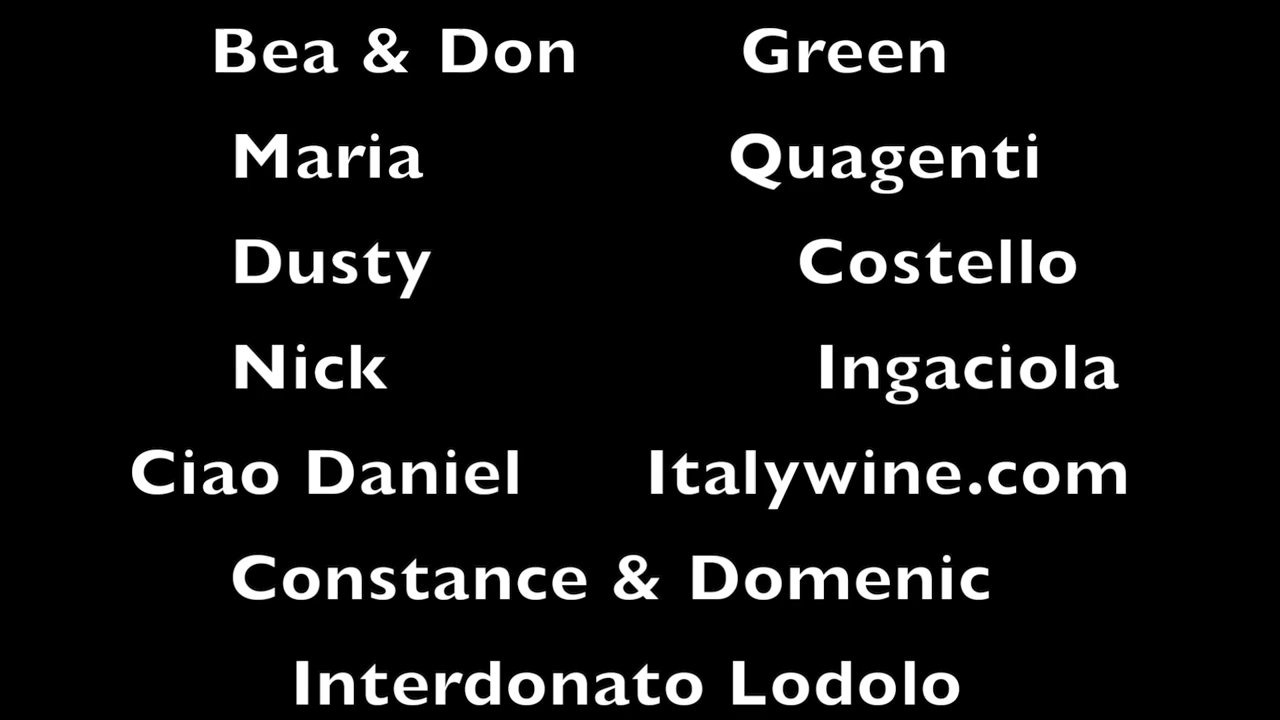 Bea & Don Green
Maria Quagenti
Dusty Costello
Nick Ingaciola
Ciao Daniel Italywine.com
Constance & Domenic
Interdonato Lodolo